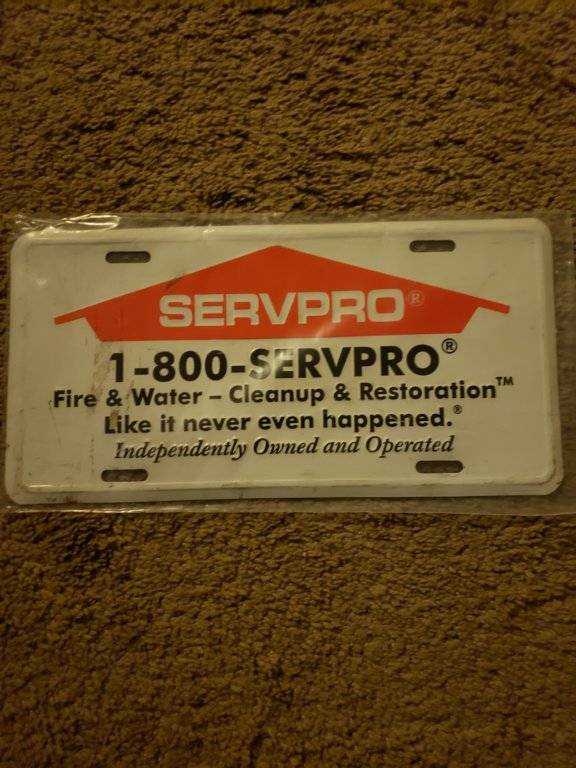 SERVPRO®
1-800-SERVPRO®
Fire & Water – Cleanup & Restoration™
Like it never even happened.®
Independently Owned and Operated